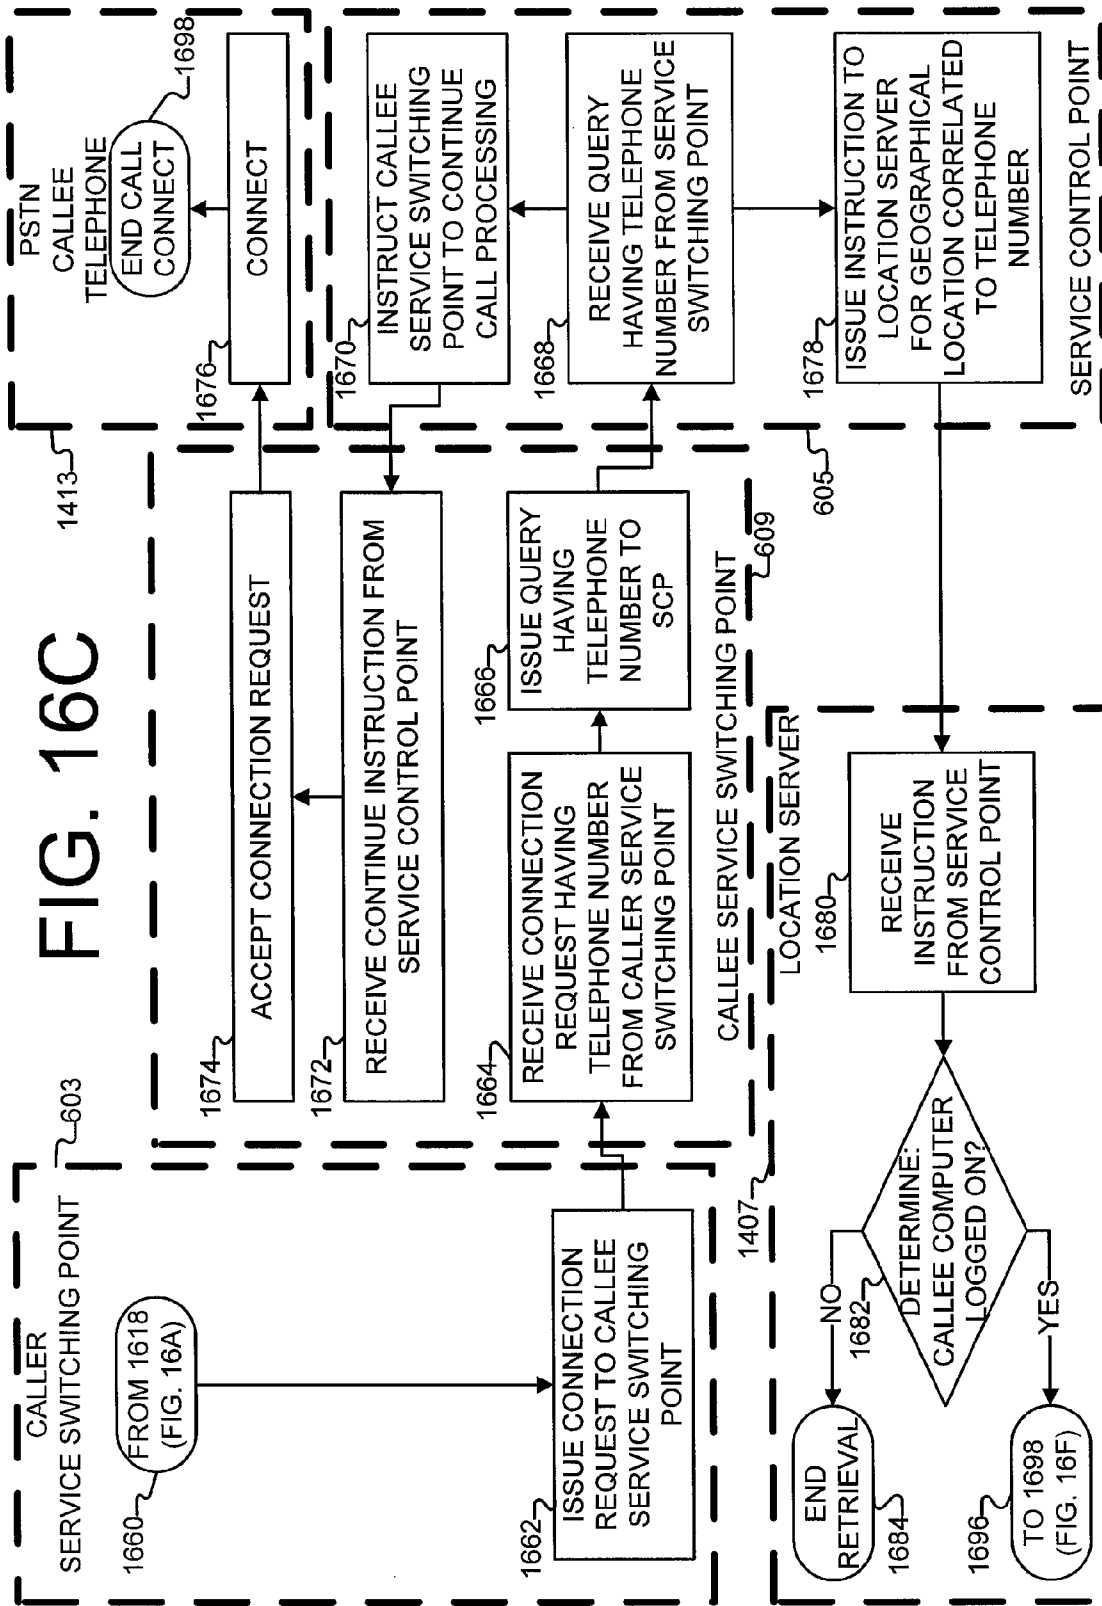 FIG. 16C
CALLER
SERVICE SWITCHING POINT
603
1660
FROM 1618
(FIG. 16A)
1662
ISSUE CONNECTION
REQUEST TO CALLEE
SERVICE SWITCHING
POINT
1674
ACCEPT CONNECTION REQUEST
1672
RECEIVE CONTINUE INSTRUCTION FROM
SERVICE CONTROL POINT
1664
RECEIVE CONNECTION
REQUEST HAVING
TELEPHONE NUMBER
FROM CALLER SERVICE
SWITCHING POINT
1666
ISSUE QUERY
HAVING
TELEPHONE
NUMBER TO
SCP
CALLEE SERVICE SWITCHING POINT
609
1413
PSTN
CALLEE
TELEPHONE
END CALL
CONNECT
1698
1676
CONNECT
1670
INSTRUCT CALLEE
SERVICE SWITCHING
POINT TO CONTINUE
CALL PROCESSING
1668
RECEIVE QUERY
HAVING TELEPHONE
NUMBER FROM SERVICE
SWITCHING POINT
1678
ISSUE INSTRUCTION TO
LOCATION SERVER
FOR GEOGRAPHICAL
LOCATION CORRELATED
TO TELEPHONE
NUMBER
605
SERVICE CONTROL POINT
1407
LOCATION SERVER
1680
RECEIVE
INSTRUCTION
FROM SERVICE
CONTROL POINT
1682
DETERMINE:
CALLEE COMPUTER
LOGGED ON?
NO
YES
END
RETRIEVAL
1684
1696
TO 1698
(FIG. 16F)